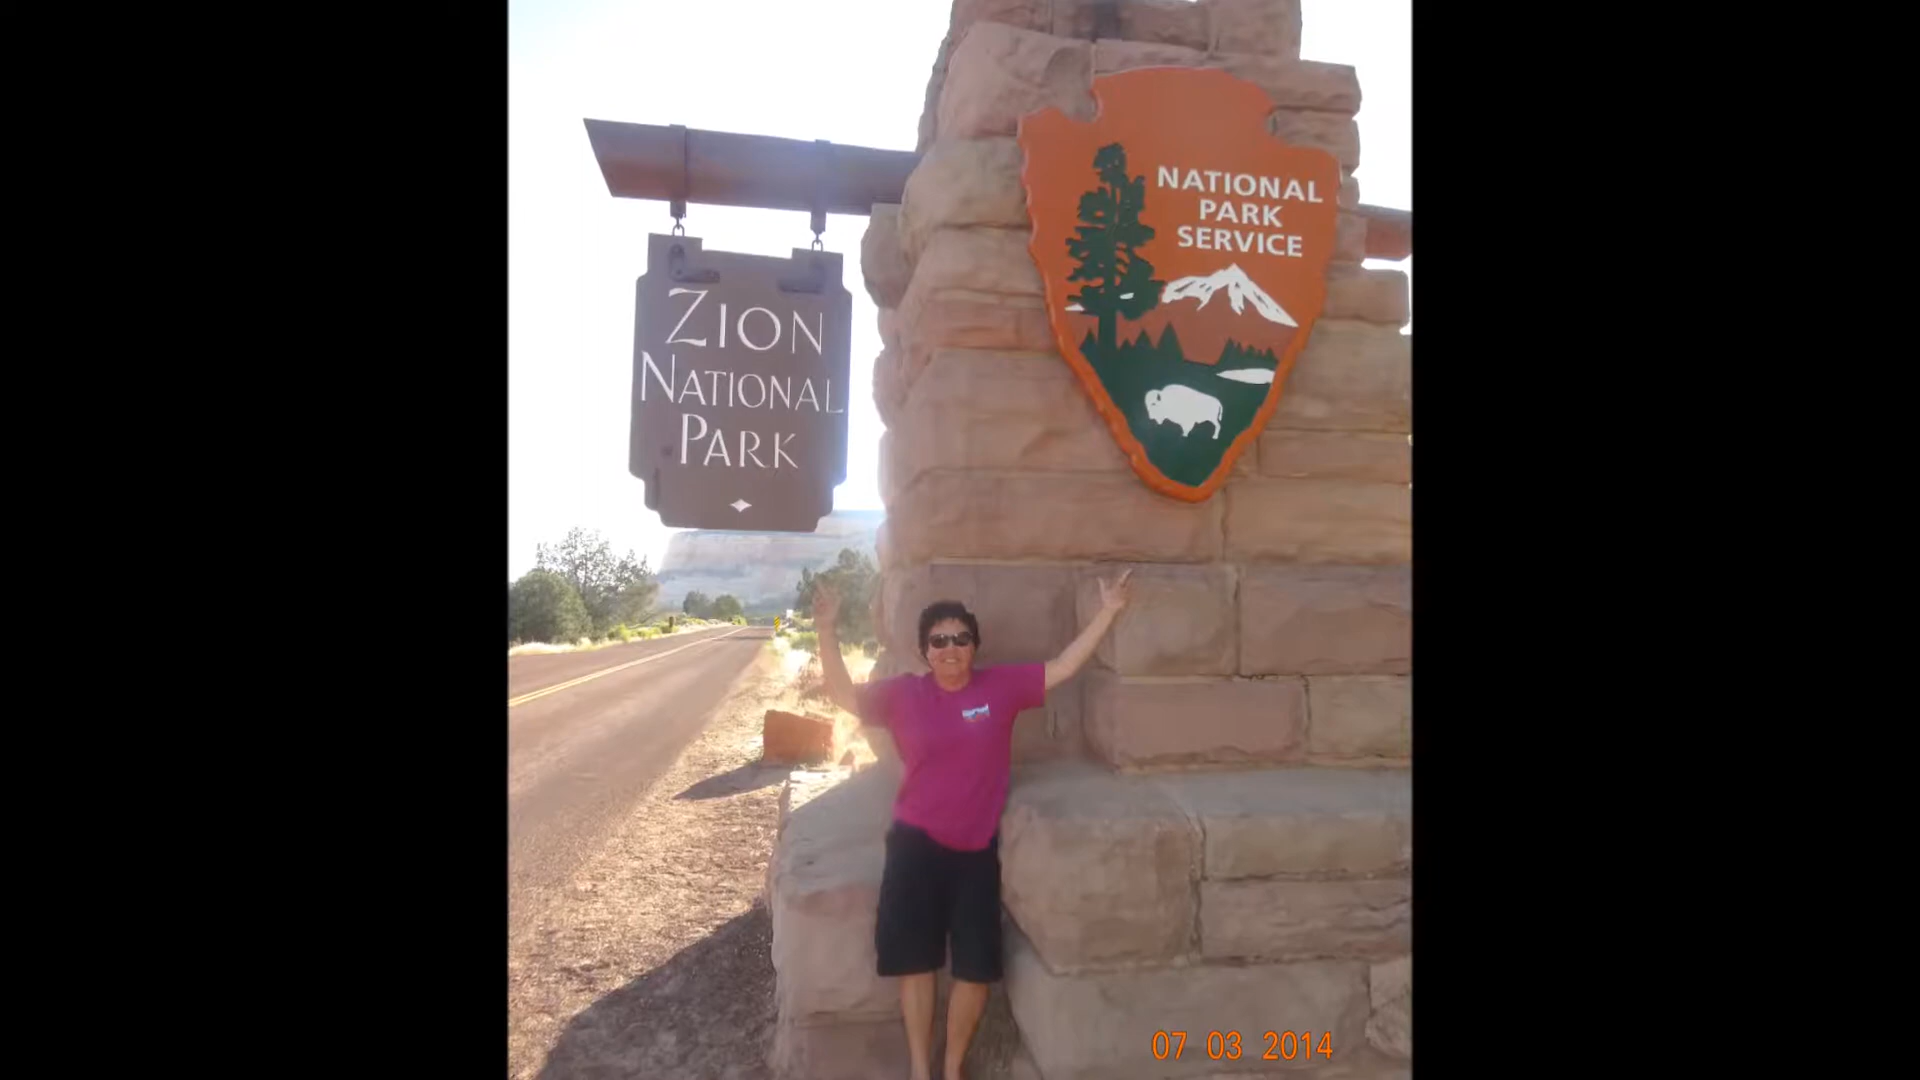 ZION
NATIONAL
PARK
NATIONAL
PARK
SERVICE
07 03 2014